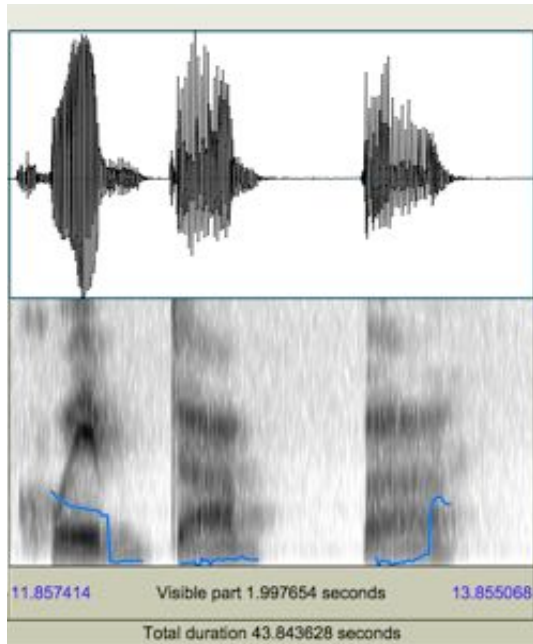 11.857414 Visible part 1.997654 seconds 13.855068
Total duration 43.843628 seconds